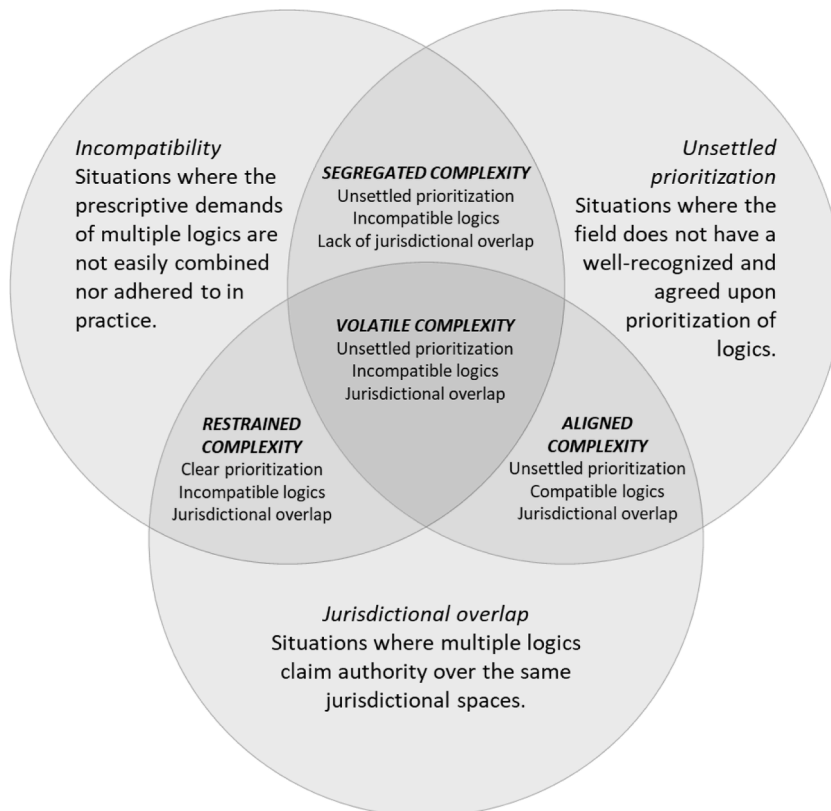 Incompatibility
Situations where the
prescriptive demands
of multiple logics are
not easily combined
nor adhered to in
practice.
SEGREGATED COMPLEXITY
Unsettled prioritization
Incompatible logics
Lack of jurisdictional overlap
Unsettled
prioritization
Situations where the
field does not have a
well-recognized and
agreed upon
prioritization of
logics.
VOLATILE COMPLEXITY
Unsettled prioritization
Incompatible logics
Jurisdictional overlap
RESTRAINED
COMPLEXITY
Clear prioritization
Incompatible logics
Jurisdictional overlap
ALIGNED
COMPLEXITY
Unsettled prioritization
Compatible logics
Jurisdictional overlap
Jurisdictional overlap
Situations where multiple logics
claim authority over the same
jurisdictional spaces.